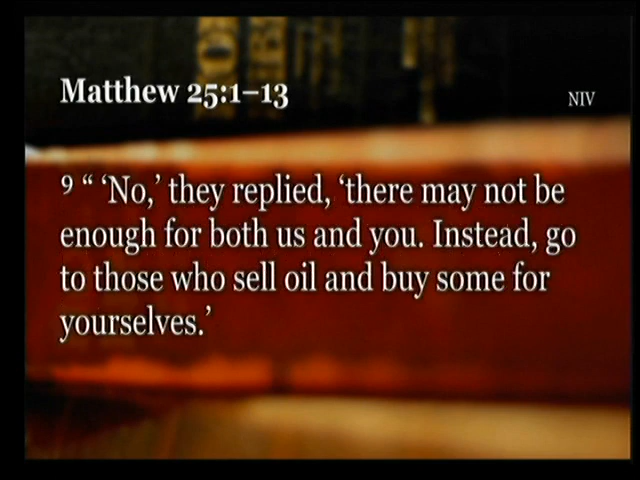 Matthew 25:1–13
NIV
9 “ ‘No,’ they replied, ‘there may not be
enough for both us and you. Instead, go
to those who sell oil and buy some for
yourselves.’